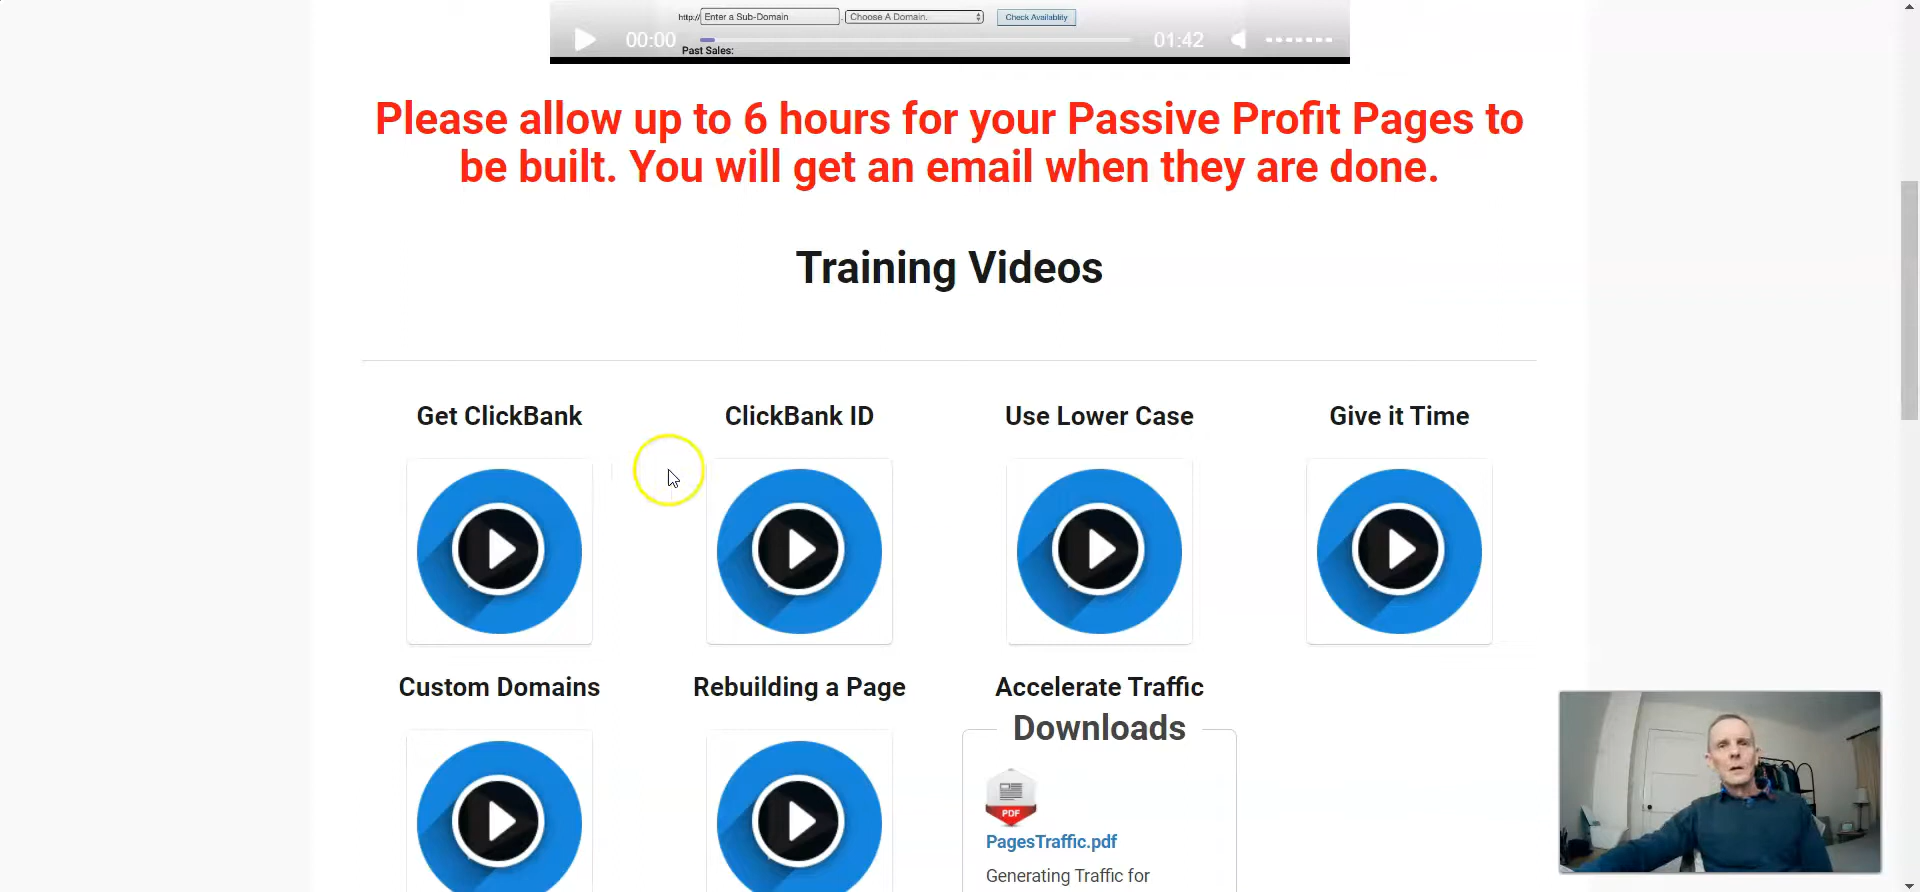 http:// Enter a Sub-Domain . Choose A Domain. Check Availability
00:00 01:42
Past Sales:
Please allow up to 6 hours for your Passive Profit Pages to
be built. You will get an email when they are done.
Training Videos
Get ClickBank ClickBank ID Use Lower Case Give it Time
Custom Domains Rebuilding a Page Accelerate Traffic
Downloads
PDF
PagesTraffic.pdf
Generating Traffic for